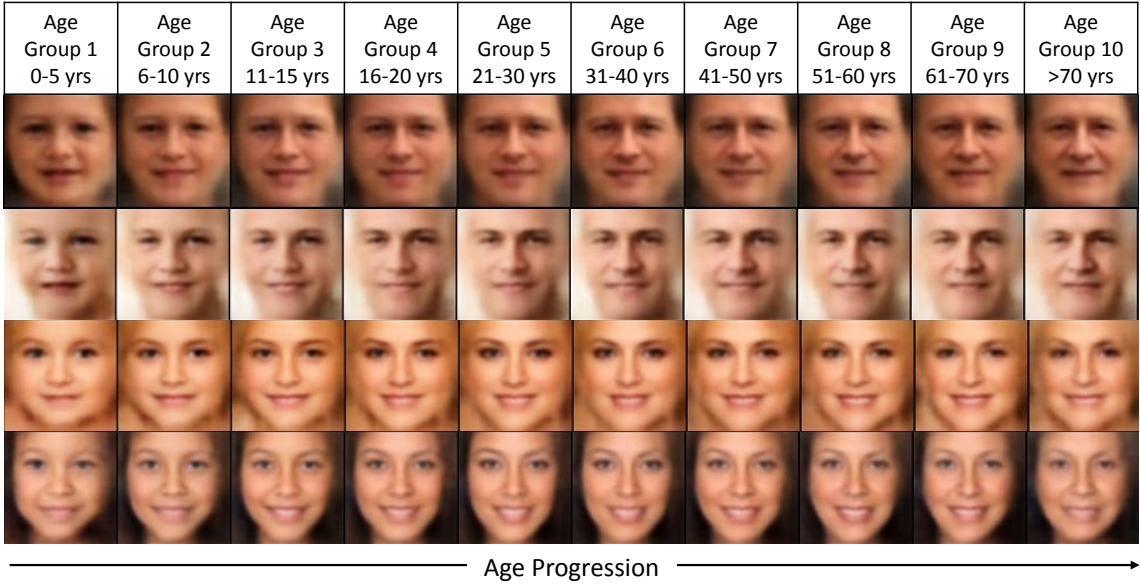 Age Group 1 0-5 yrs
Age Group 2 6-10 yrs
Age Group 3 11-15 yrs
Age Group 4 16-20 yrs
Age Group 5 21-30 yrs
Age Group 6 31-40 yrs
Age Group 7 41-50 yrs
Age Group 8 51-60 yrs
Age Group 9 61-70 yrs
Age Group 10 >70 yrs
Age Progression